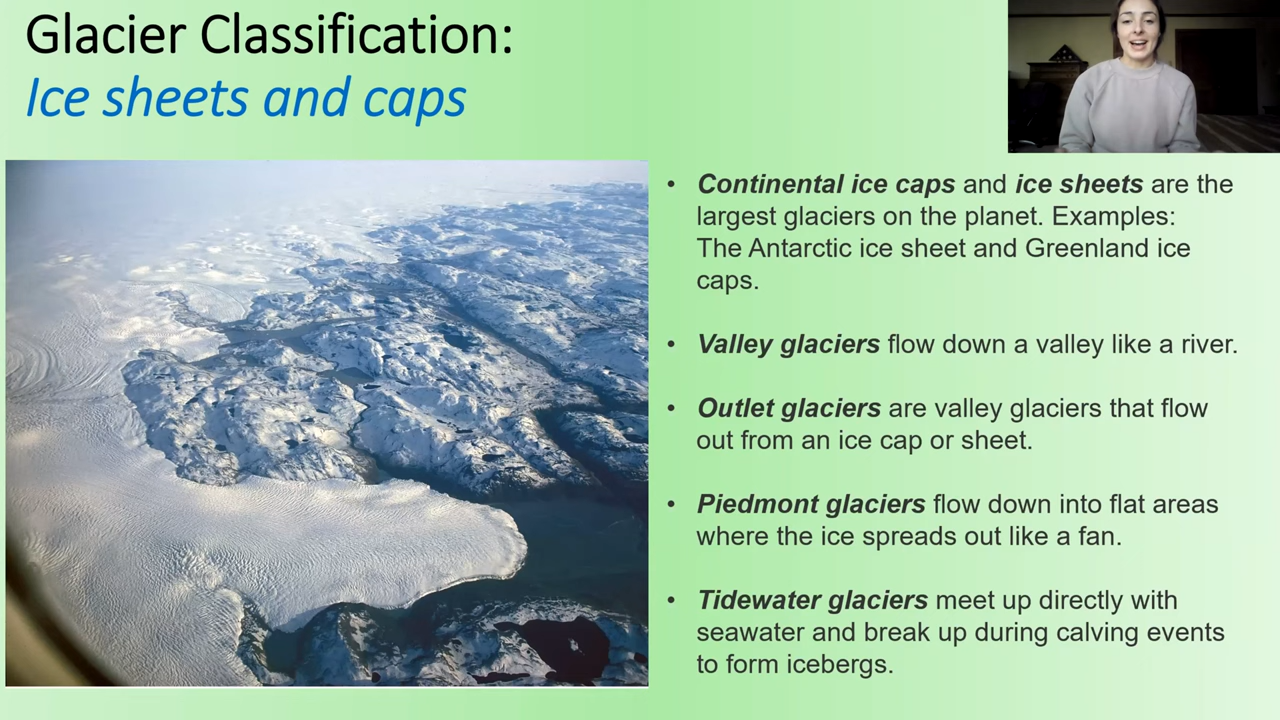 Glacier Classification:
Ice sheets and caps
• Continental ice caps and ice sheets are the
largest glaciers on the planet. Examples:
The Antarctic ice sheet and Greenland ice
caps.
• Valley glaciers flow down a valley like a river.
• Outlet glaciers are valley glaciers that flow
out from an ice cap or sheet.
• Piedmont glaciers flow down into flat areas
where the ice spreads out like a fan.
• Tidewater glaciers meet up directly with
seawater and break up during calving events
to form icebergs.